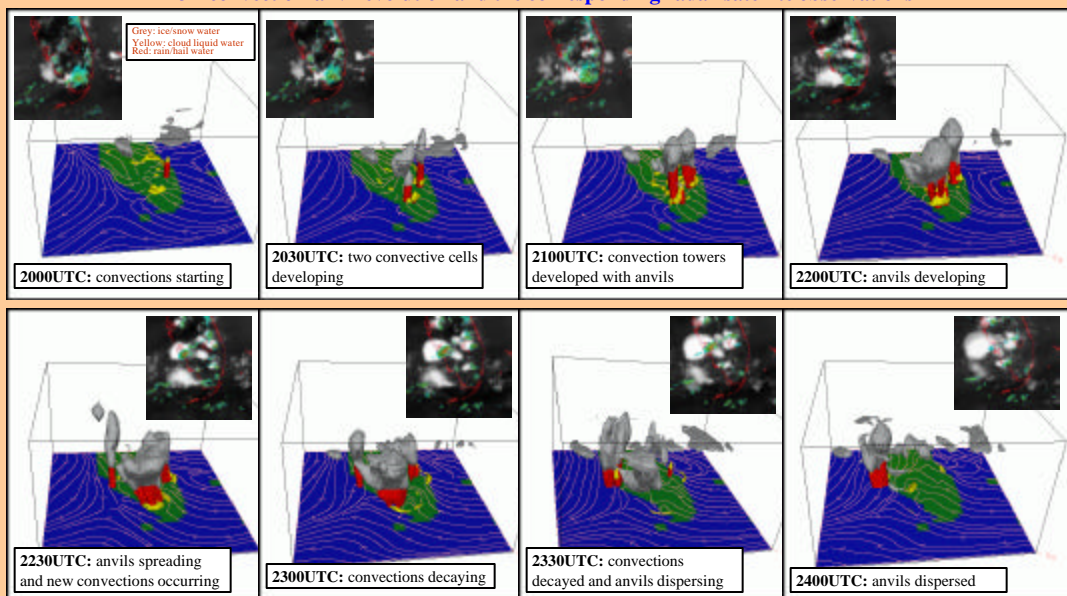 Grey: ice/snow water
Yellow: cloud liquid water
Red: rain/hail water
2000UTC: convections starting
2030UTC: two convective cells
developing
2100UTC: convection towers
developed with anvils
2200UTC: anvils developing
2230UTC: anvils spreading
and new convections occurring
2300UTC: convections decaying
2330UTC: convections
decayed and anvils dispersing
2400UTC: anvils dispersed